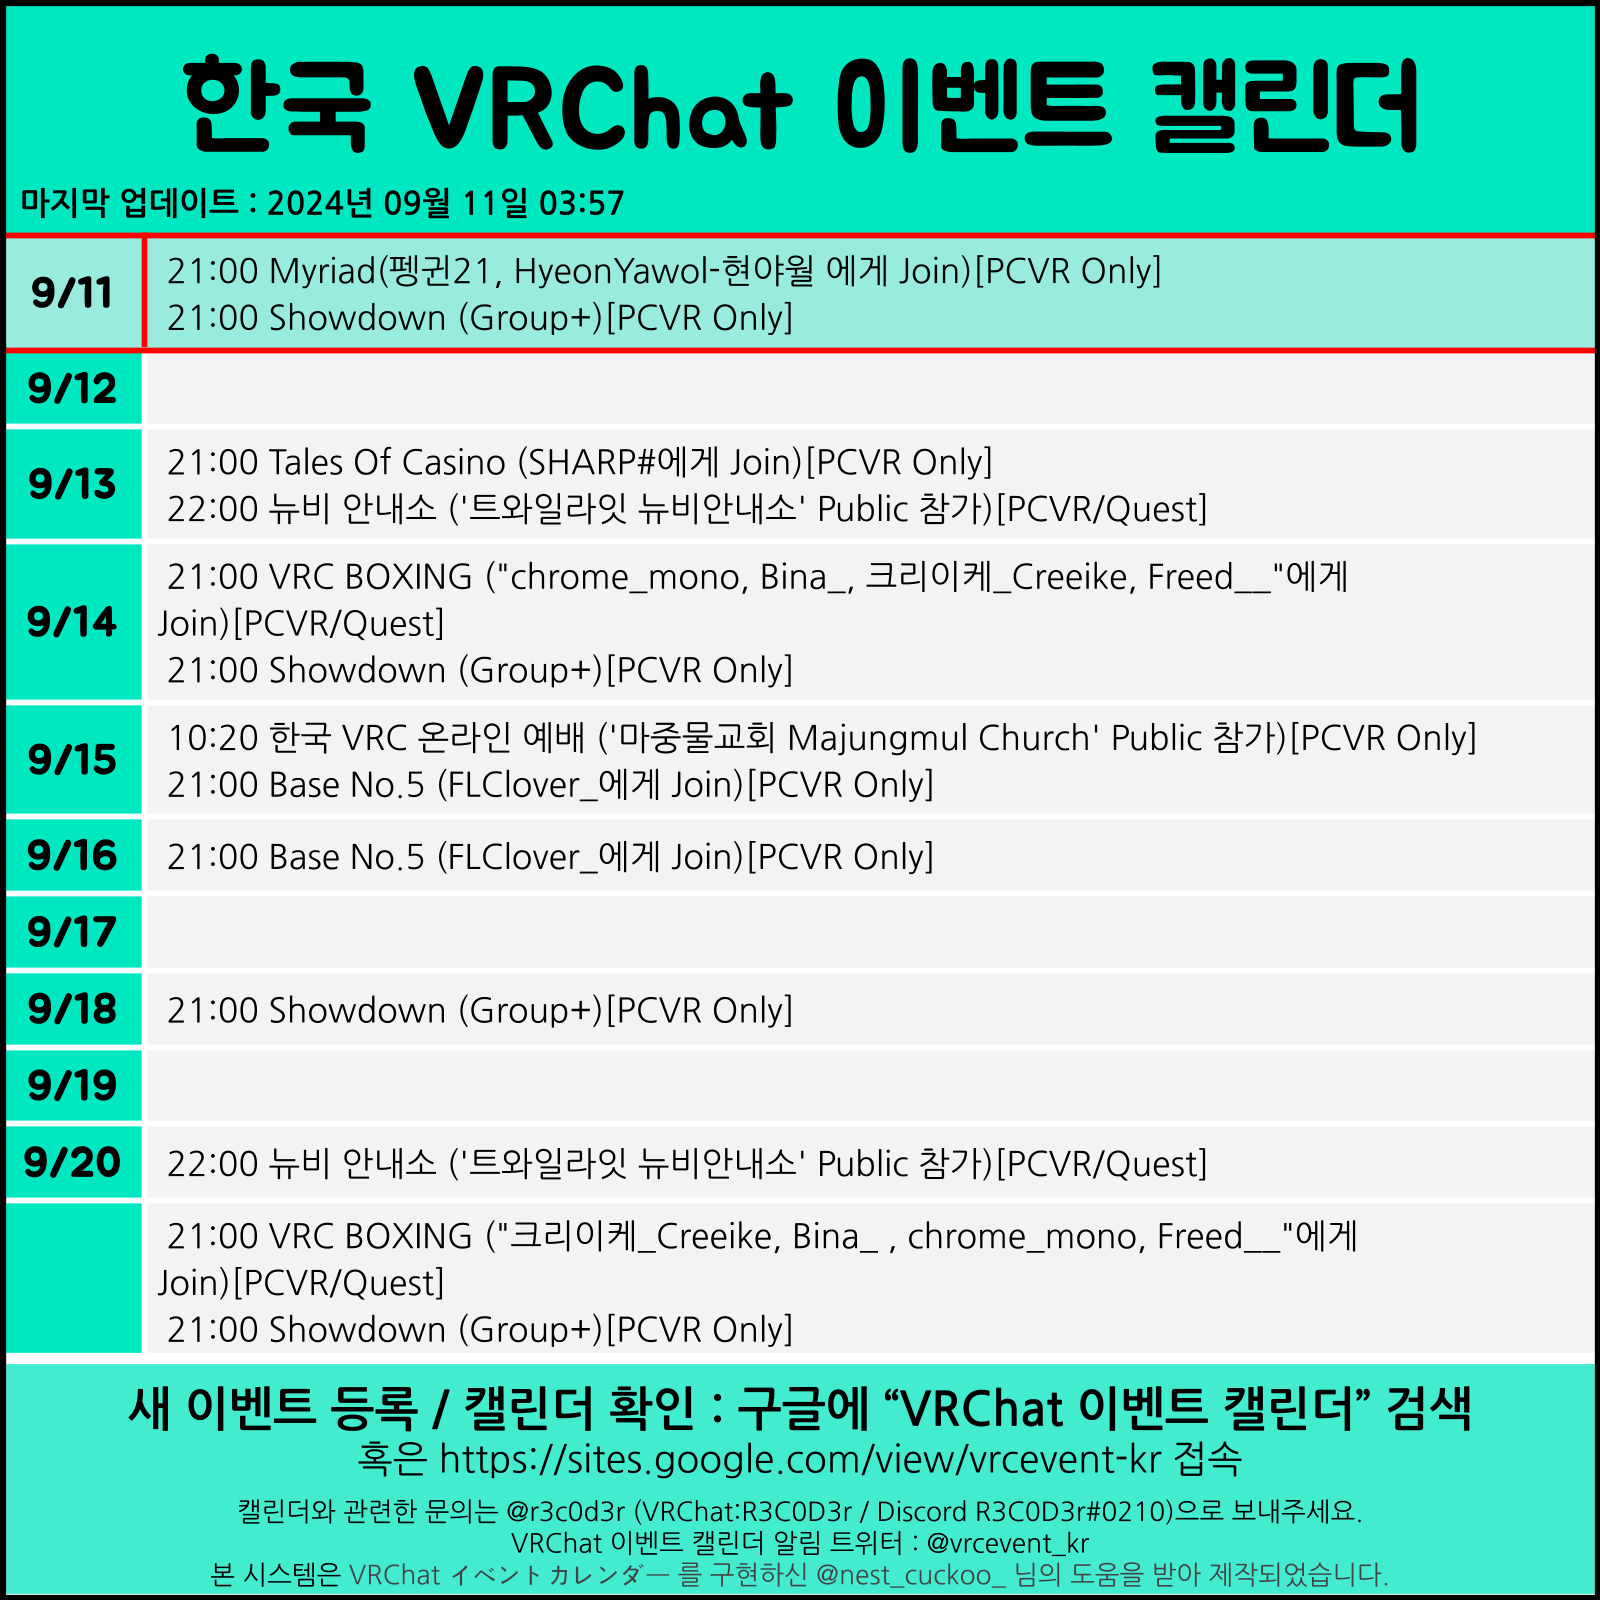 한국 VRChat 이벤트 캘린더
마지막 업데이트 : 2024년 09월 11일 03:57
9/11
21:00 Myriad(펭귄21, HyeonYawol-현야월 에게 Join)[PCVR Only]
21:00 Showdown (Group+)[PCVR Only]
9/12
9/13
21:00 Tales Of Casino (SHARP#에게 Join)[PCVR Only]
22:00 뉴비 안내소 ('트와일라잇 뉴비안내소' Public 참가)[PCVR/Quest]
9/14
21:00 VRC BOXING ("chrome_mono, Bina_, 크리이케_Creeike, Freed__"에게
Join)[PCVR/Quest]
21:00 Showdown (Group+)[PCVR Only]
9/15
10:20 한국 VRC 온라인 예배 ('마중물교회 Majungmul Church' Public 참가)[PCVR Only]
21:00 Base No.5 (FLClover_에게 Join)[PCVR Only]
9/16
21:00 Base No.5 (FLClover_에게 Join)[PCVR Only]
9/17
9/18
21:00 Showdown (Group+)[PCVR Only]
9/19
9/20
22:00 뉴비 안내소 ('트와일라잇 뉴비안내소' Public 참가)[PCVR/Quest]
21:00 VRC BOXING ("크리이케_Creeike, Bina_ , chrome_mono, Freed__"에게
Join)[PCVR/Quest]
21:00 Showdown (Group+)[PCVR Only]
새 이벤트 등록 / 캘린더 확인 : 구글에 “VRChat 이벤트 캘린더” 검색
혹은 https://sites.google.com/view/vrcevent-kr 접속
캘린더와 관련한 문의는 @r3c0d3r (VRChat:R3C0D3r / Discord R3C0D3r#0210)으로 보내주세요.
VRChat 이벤트 캘린더 알림 트위터 : @vrcevent_kr
본 시스템은 VRChat イベントカレンダー 를 구현하신 @nest_cuckoo_ 님의 도움을 받아 제작되었습니다.